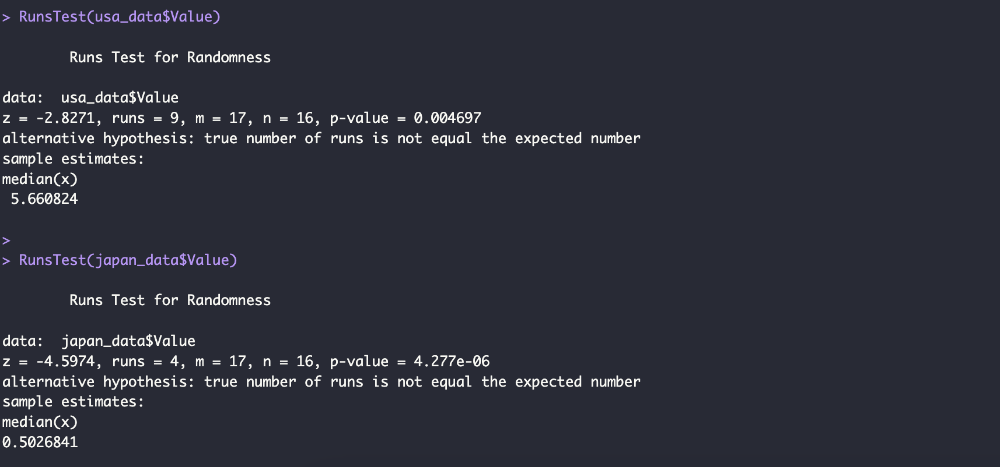 > RunsTest(usa_data$Value)
Runs Test for Randomness
data:  usa_data$Value
z = -2.8271, runs = 9, m = 17, n = 16, p-value = 0.004697
alternative hypothesis: true number of runs is not equal the expected number
sample estimates:
median(x)
5.660824
>
> RunsTest(japan_data$Value)
Runs Test for Randomness
data:  japan_data$Value
z = -4.5974, runs = 4, m = 17, n = 16, p-value = 4.277e-06
alternative hypothesis: true number of runs is not equal the expected number
sample estimates:
median(x)
0.5026841